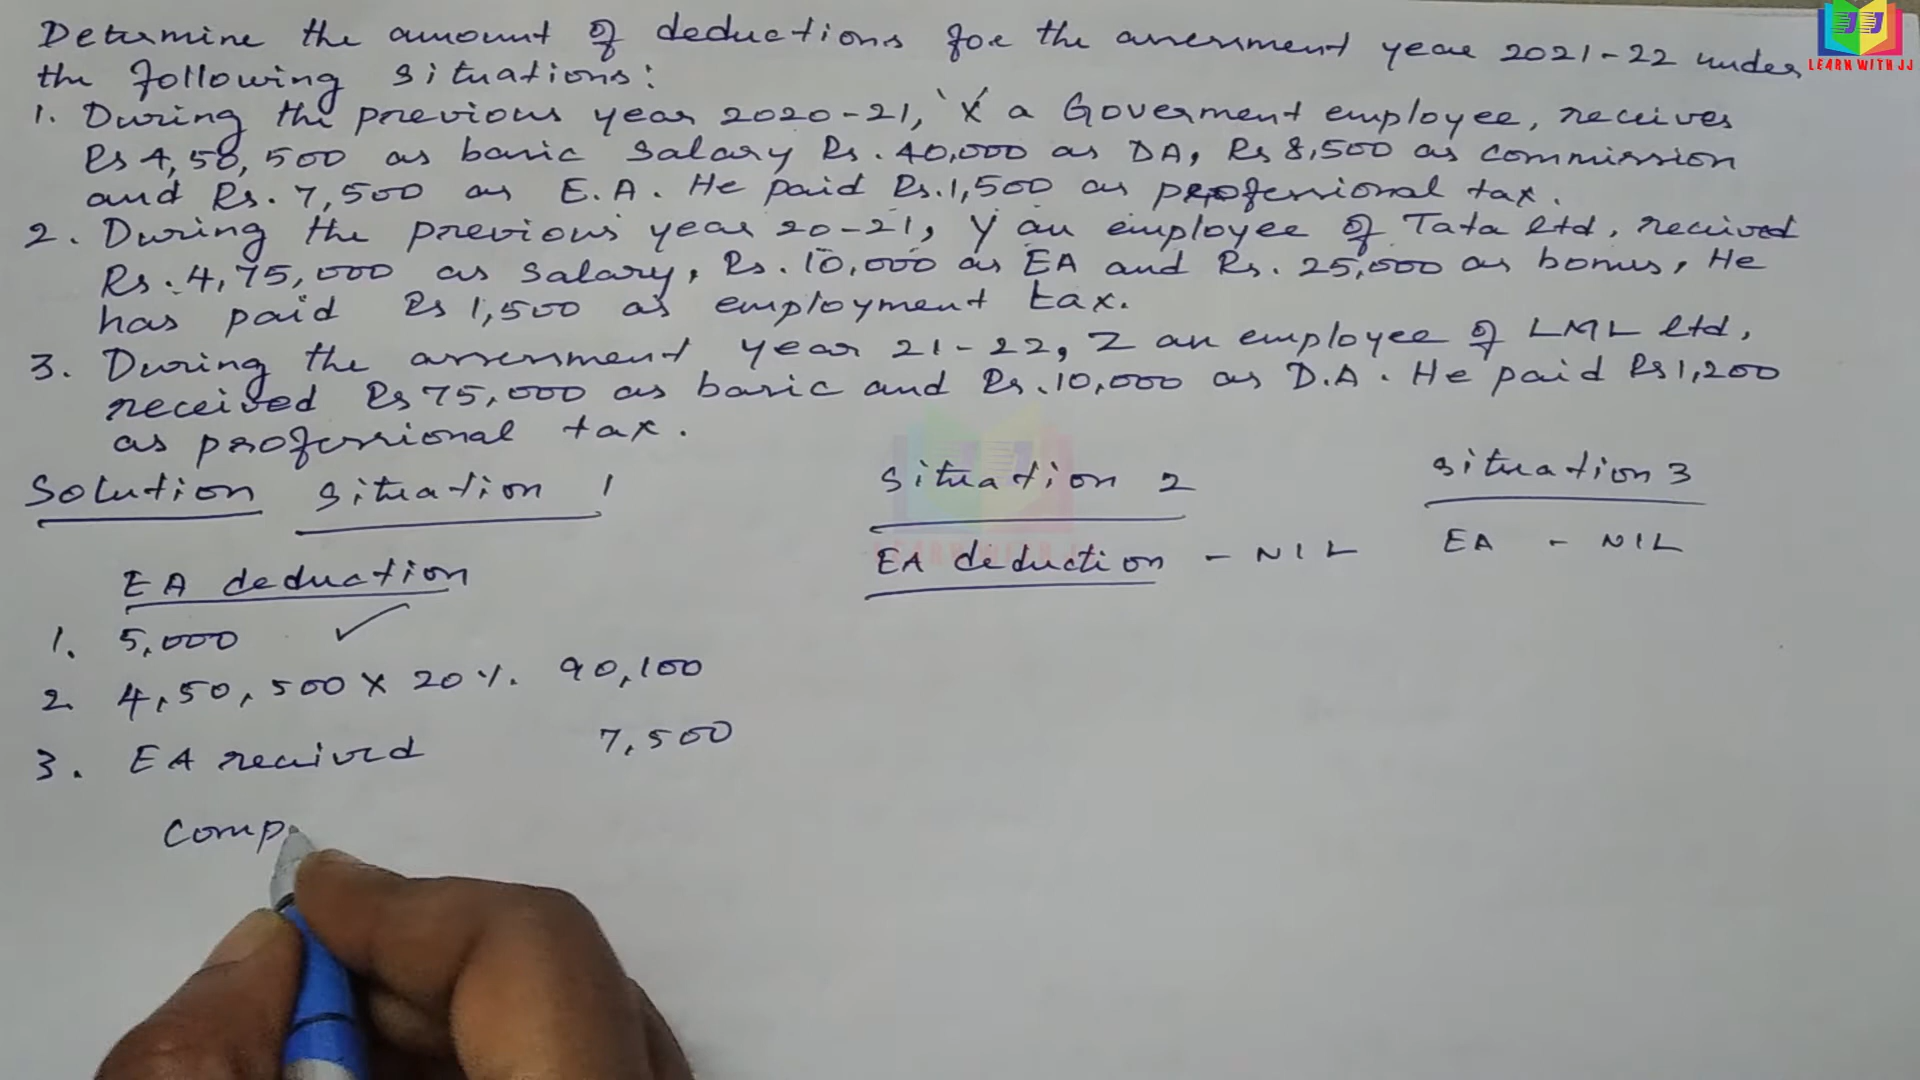 Determine the amount of deductions for the assessment year 2021-22 under
the following situations:
1. During the previous year 2020-21, 'X' a Goverment employee, receives
Rs 4,50,500 as basic salary Rs. 40,000 as DA, Rs 8,500 as commission
and Rs. 7,500 as E.A. He paid Rs.1,500 as professional tax.
2. During the previous year 20-21, Y an employee of Tata ltd, recived
Rs. 4,75,000 as salary, Rs. 10,000 as EA and Rs. 25,000 as bonus, He
has paid Rs 1,500 as employment tax.
3. During the assessment year 21-22, Z an employee of LML ltd,
received Rs 75,000 as basic and Rs.10,000 as D.A. He paid Rs 1,200
as professional tax.
Solution situation 1
EA deduction
1. 5,000 ✓
2 4,50,500 X 20%. 90,100
3. EA received 7,500
Comp
situation 2
EA deduction - NIL
situation 3
EA - NIL
LEARN WITH JJ
LEARN WITH JJ